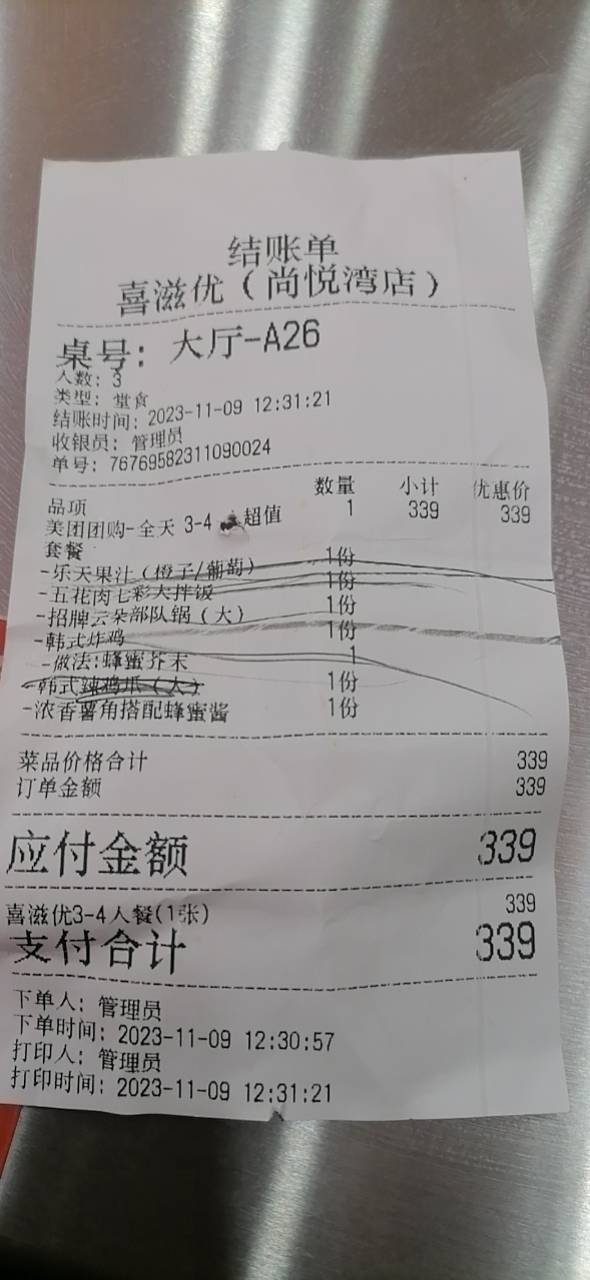 结账单
喜滋优(尚悦湾店)
桌号: 大厅-A26
人数: 3
类型: 堂食
结账时间: 2023-11-09 12:31:21
收银员: 管理员
单号: 76769582311090024
品项 数量 小计 优惠价
美团团购-全天 3-4 超值 1 339 339
套餐
-乐天果汁(橙子/葡萄) 1份
-五花肉七彩大拌饭 1份
-招牌云朵部队锅(大) 1份
-韩式炸鸡 1份
-做法:蜂蜜芥末 1
-韩式辣鸡爪(大) 1份
-浓香薯角搭配蜂蜜酱 1份
菜品价格合计 339
订单金额 339
应付金额 339
喜滋优3-4人餐(1张) 339
支付合计 339
下单人: 管理员
下单时间: 2023-11-09 12:30:57
打印人: 管理员
打印时间: 2023-11-09 12:31:21